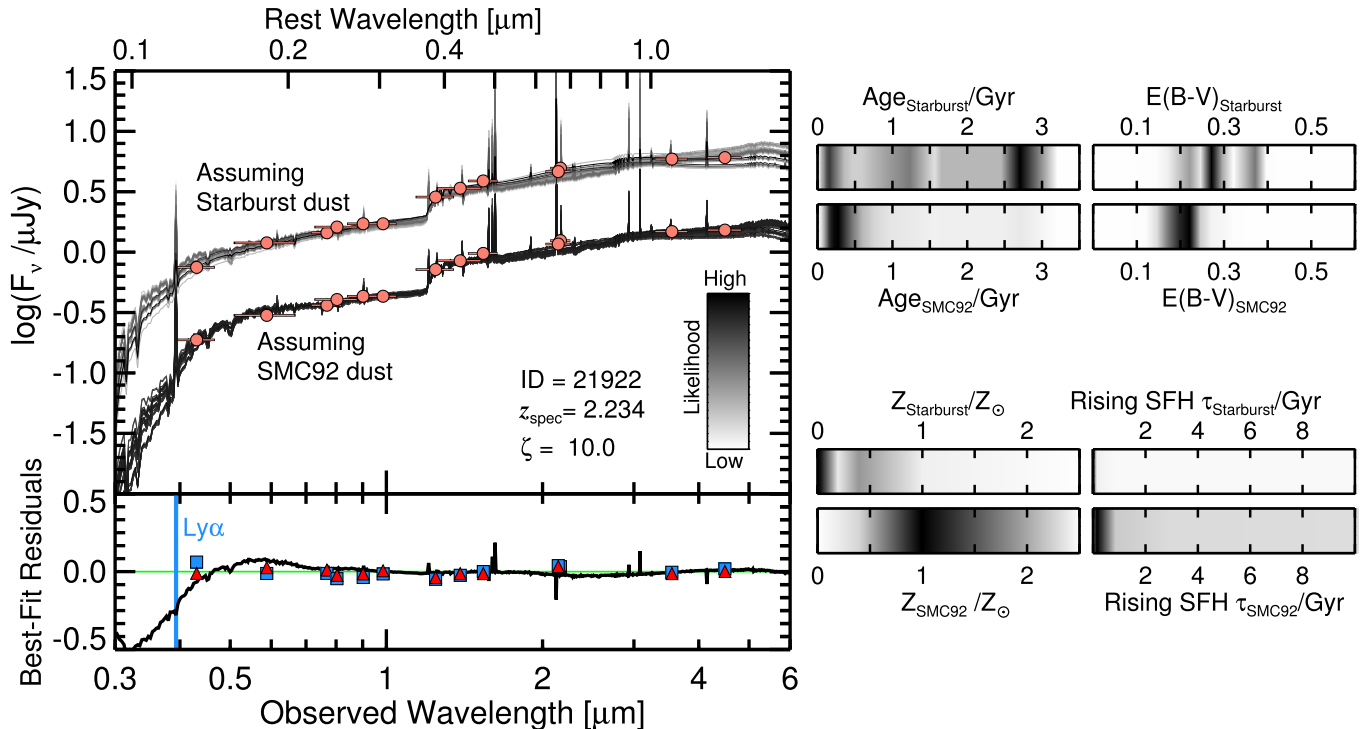 Rest Wavelength [μm]
0.1 0.2 0.4 1.0
1.5
1.0
0.5
0.0
-0.5
-1.0
-1.5
log(Fν /μJy)
Assuming
Starburst dust
Assuming
SMC92 dust
ID = 21922
zspec= 2.234
ζ = 10.0
High
Likelihood
Low
0.5
0.0
-0.5
Best-Fit Residuals
Lyα
0.3 0.5 1 2 4 6
Observed Wavelength [μm]
AgeStarburst/Gyr
0 1 2 3
0 1 2 3
AgeSMC92/Gyr
E(B-V)Starburst
0.1 0.3 0.5
0.1 0.3 0.5
E(B-V)SMC92
ZStarburst/Z⊙
0 1 2
0 1 2
ZSMC92 /Z⊙
Rising SFH τStarburst/Gyr
2 4 6 8
2 4 6 8
Rising SFH τSMC92/Gyr